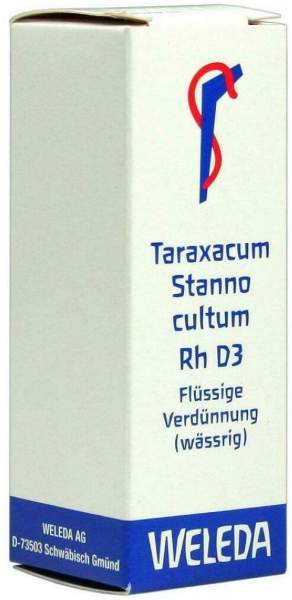 Taraxacum
Stanno
cultum
Rh D3
Flüssige
Verdünnung
(wässrig)
WELEDA AG
D-73503 Schwäbisch Gmünd
WELEDA